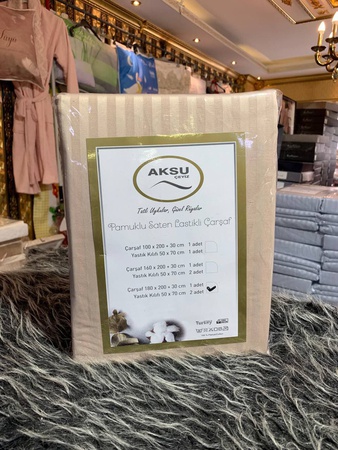 AKSU
ÇEYİZ
Tatlı Uykular, Güzel Rüyalar
Pamuklu Saten Lastikli Çarşaf
Çarşaf 100 x 200 + 30 cm 1 adet
Yastık Kılıfı 50 x 70 cm 1 adet
Çarşaf 160 x 200 + 30 cm 1 adet
Yastık Kılıfı 50 x 70 cm 2 adet
Çarşaf 180 x 200 + 30 cm 1 adet
Yastık Kılıfı 50 x 70 cm 2 adet
Turkey